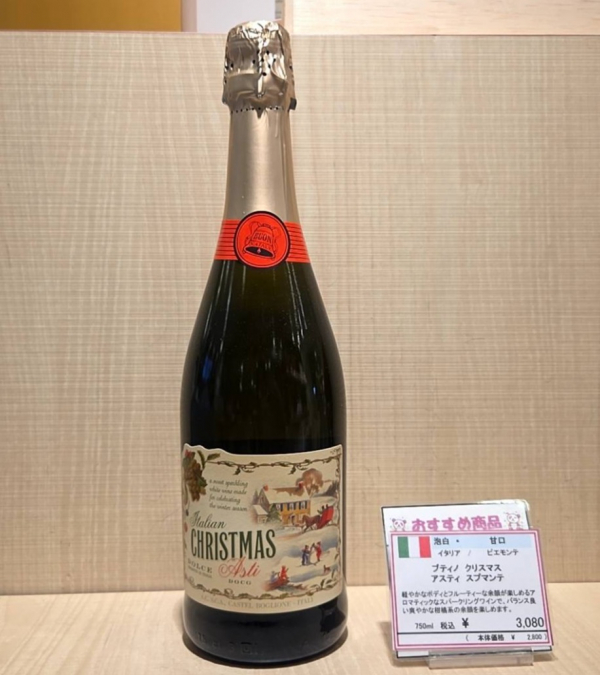 a most sparkling
white wine made
for celebrating
the winter season
Italian
CHRISTMAS
DOLCE Asti
DOCG
CASTEL BOGLIONE - ITALY
おすすめ商品
泡白 ・ 甘口
イタリア / ピエモンテ
ブティノ クリスマス
アスティ スプマンテ
軽やかなボディとフルーティーな余韻が楽しめるア
ロマティックなスパークリングワインで、バランス良
い爽やかな柑橘系の余韻を楽しめます。
750ml 税込 ¥ 3,080
( 本体価格 ¥ 2,800)